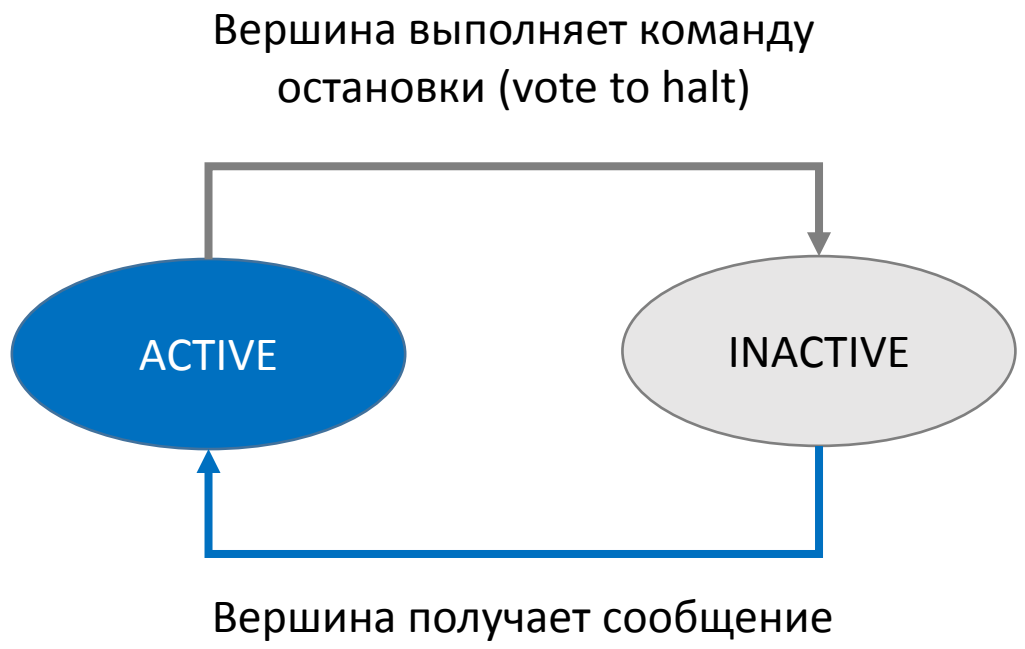 Вершина выполняет команду
остановки (vote to halt)
ACTIVE
INACTIVE
Вершина получает сообщение